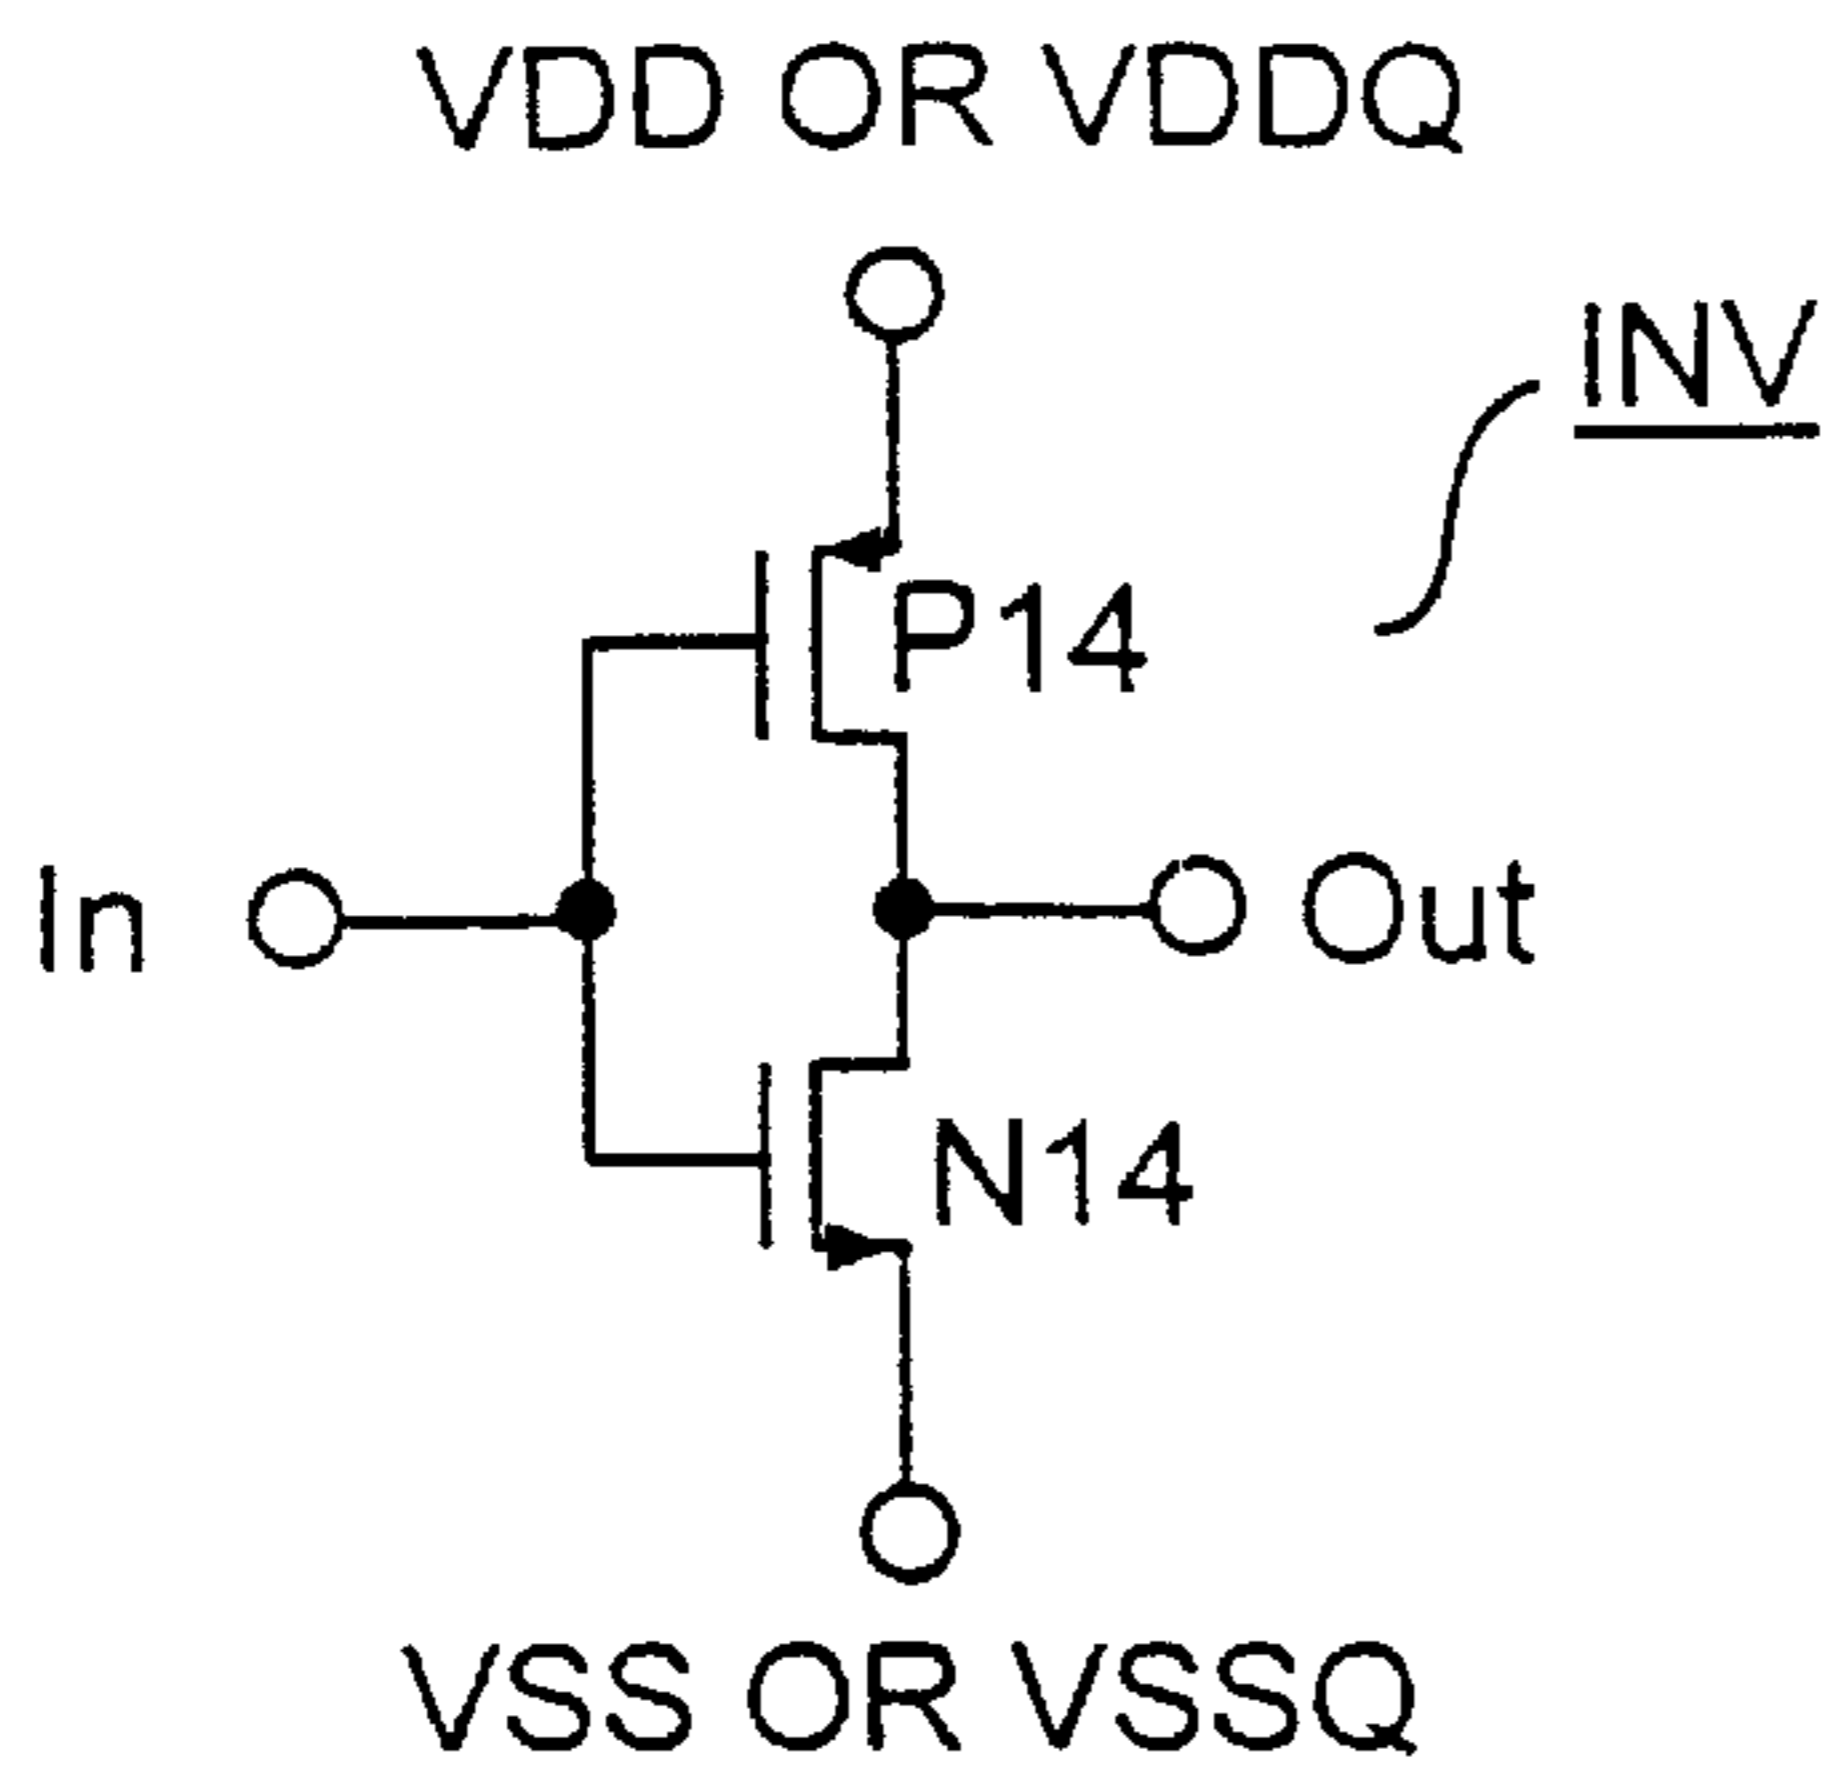 VDD OR VDDQ
INV
P14
In
Out
N14
VSS OR VSSQ